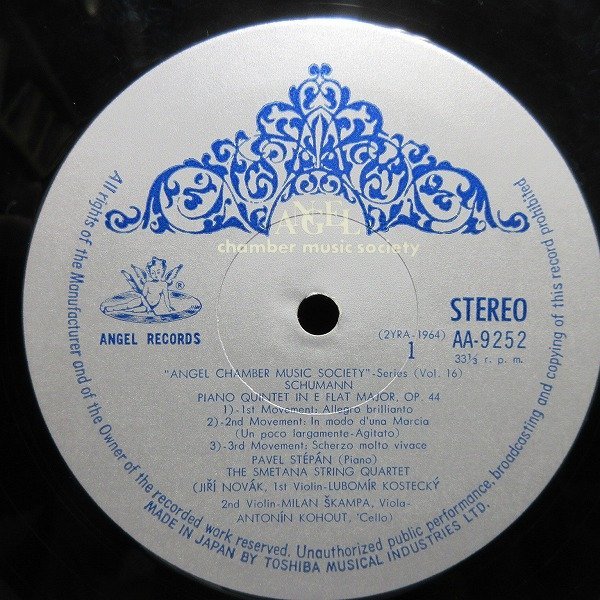 ANGEL
chamber music society
®
ANGEL RECORDS
STEREO
(2YRA-1964)
AA-9252
1
33⅓ r. p. m.
"ANGEL CHAMBER MUSIC SOCIETY"-Series (Vol. 16)
SCHUMANN
PIANO QUINTET IN E FLAT MAJOR, OP. 44
1)-1st Movement: Allegro brillianto
2)-2nd Movement: In modo d'una Marcia
(Un poco largamente-Agitato)
3)-3rd Movement: Scherzo molto vivace
PAVEL STĚPÁN (Piano)
THE SMETANA STRING QUARTET
(JIŘÍ NOVÁK, 1st Violin-LUBOMÍR KOSTECKÝ
2nd Violin-MILAN ŠKAMPA, Viola-
ANTONÍN KOHOUT, 'Cello)
All rights of the Manufacturer and of the Owner of the recorded work reserved. Unauthorized public performance, broadcasting and copying of this record prohibited
MADE IN JAPAN BY TOSHIBA MUSICAL INDUSTRIES LTD.